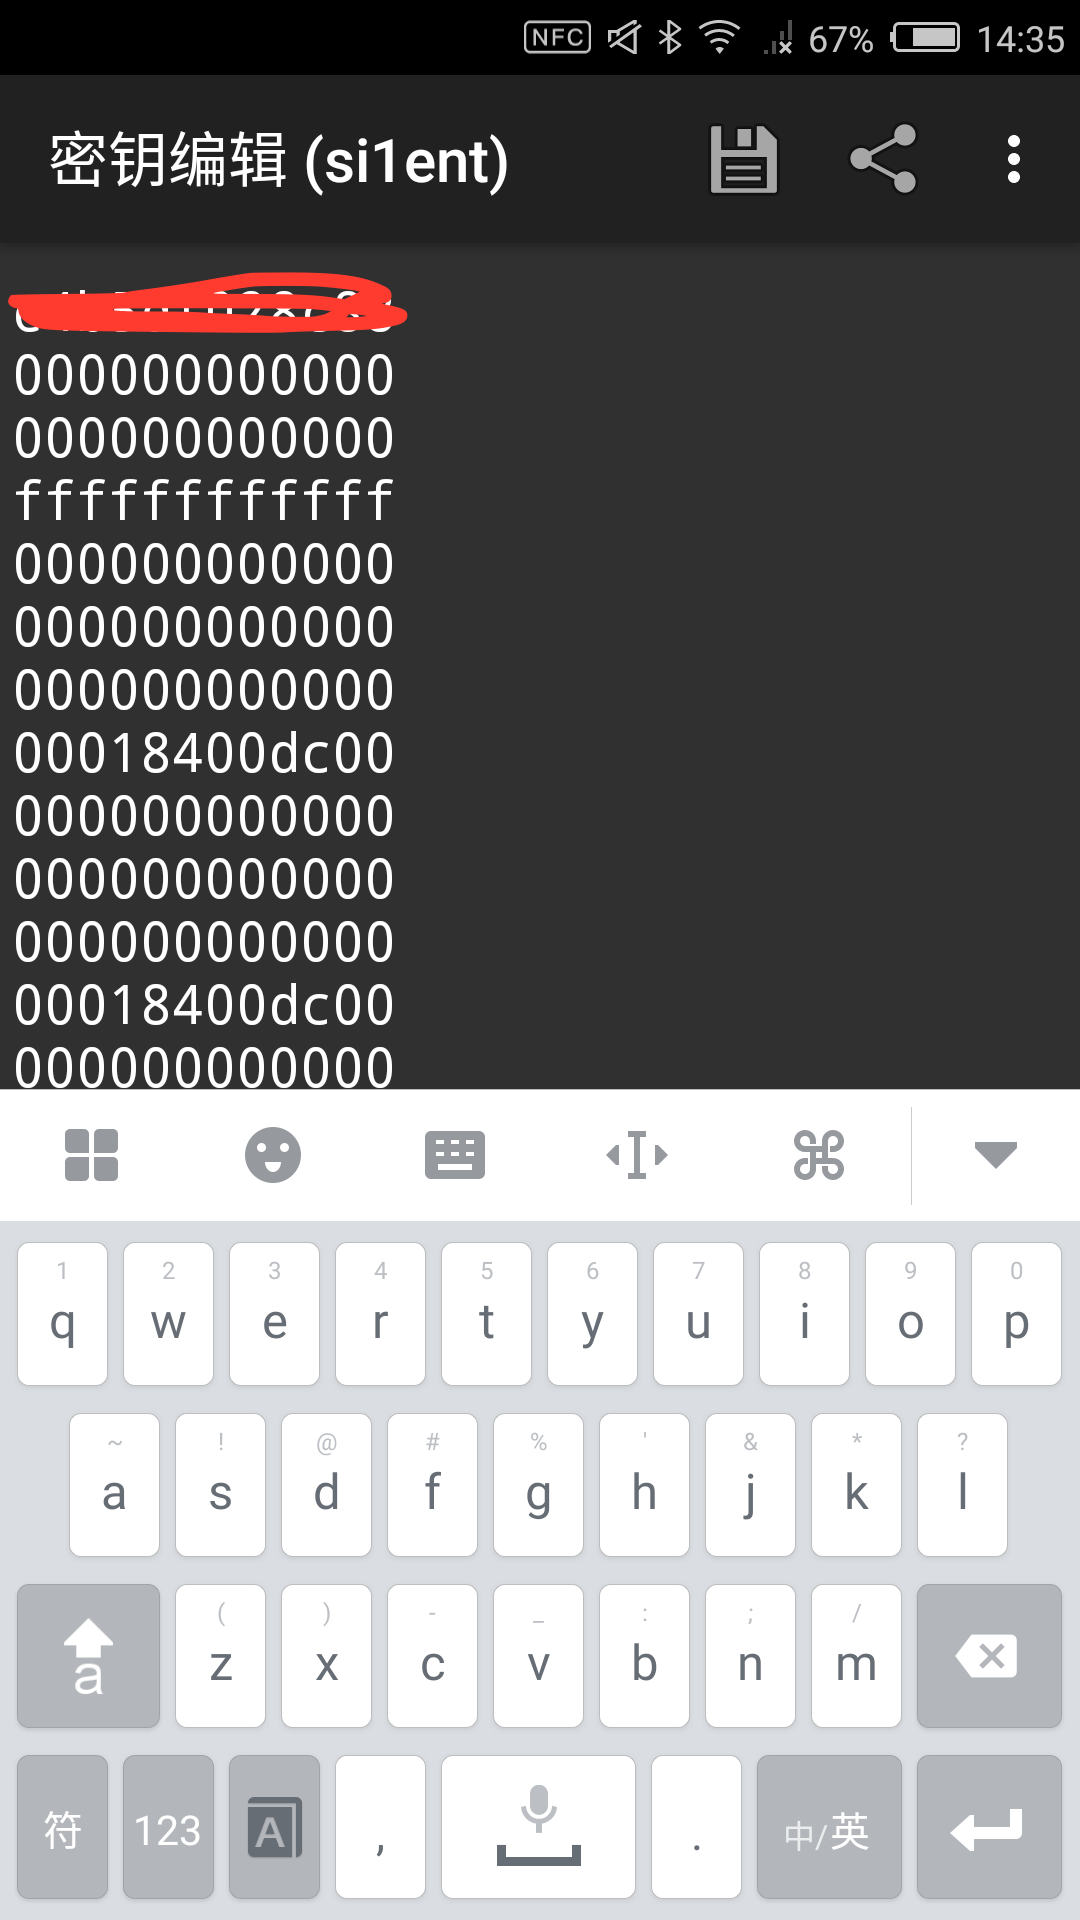 NFC 67% 14:35
密钥编辑 (si1ent)
000000000000
000000000000
ffffffffffff
000000000000
000000000000
000000000000
00018400dc00
000000000000
000000000000
000000000000
00018400dc00
000000000000
1 2 3 4 5 6 7 8 9 0
q w e r t y u i o p
~ ! @ # % ' & * ?
a s d f g h j k l
( ) - _ : ; /
a z x c v b n m
符 123 A , . 中/英